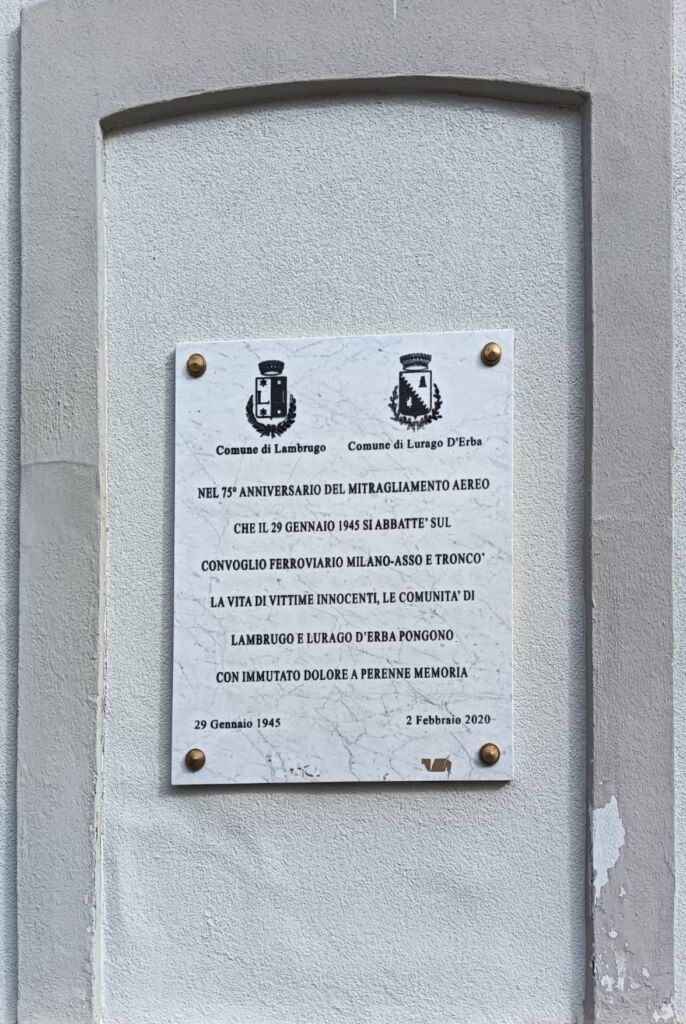 L
Comune di Lambrugo
Comune di Lurago D'Erba
NEL 75° ANNIVERSARIO DEL MITRAGLIAMENTO AEREO
CHE IL 29 GENNAIO 1945 SI ABBATTE' SUL
CONVOGLIO FERROVIARIO MILANO-ASSO E TRONCO'
LA VITA DI VITTIME INNOCENTI, LE COMUNITA' DI
LAMBRUGO E LURAGO D'ERBA PONGONO
CON IMMUTATO DOLORE A PERENNE MEMORIA
29 Gennaio 1945
2 Febbraio 2020